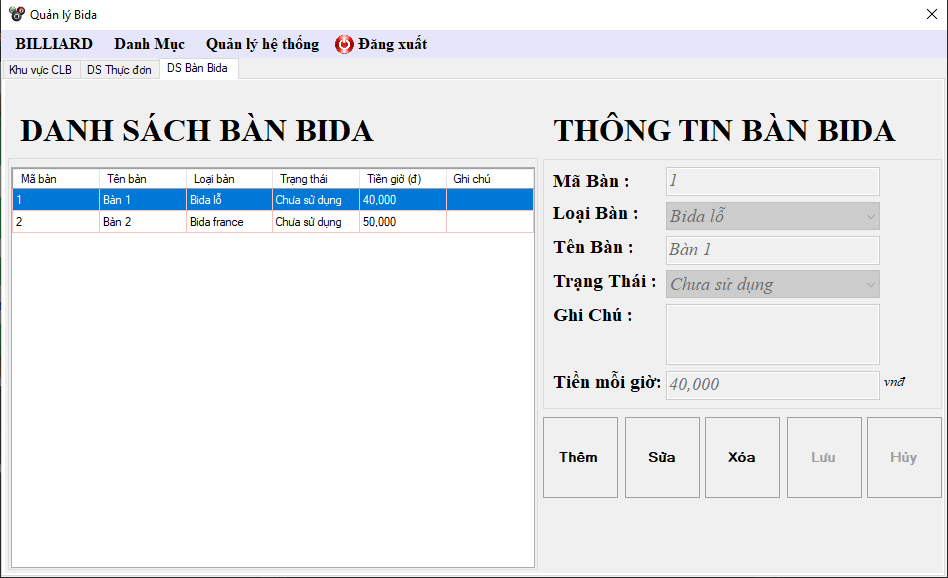 Quản lý Bida
BILLIARD Danh Mục Quản lý hệ thống Đăng xuất
Khu vực CLB DS Thực đơn DS Bàn Bida
DANH SÁCH BÀN BIDA
Mã bàn Tên bàn Loại bàn Trạng thái Tiền giờ (đ) Ghi chú
1 Bàn 1 Bida lỗ Chưa sử dụng 40,000
2 Bàn 2 Bida france Chưa sử dụng 50,000
THÔNG TIN BÀN BIDA
Mã Bàn : 1
Loại Bàn : Bida lỗ
Tên Bàn : Bàn 1
Trạng Thái : Chưa sử dụng
Ghi Chú :
Tiền mỗi giờ: 40,000 vnđ
Thêm Sửa Xóa Lưu Hủy